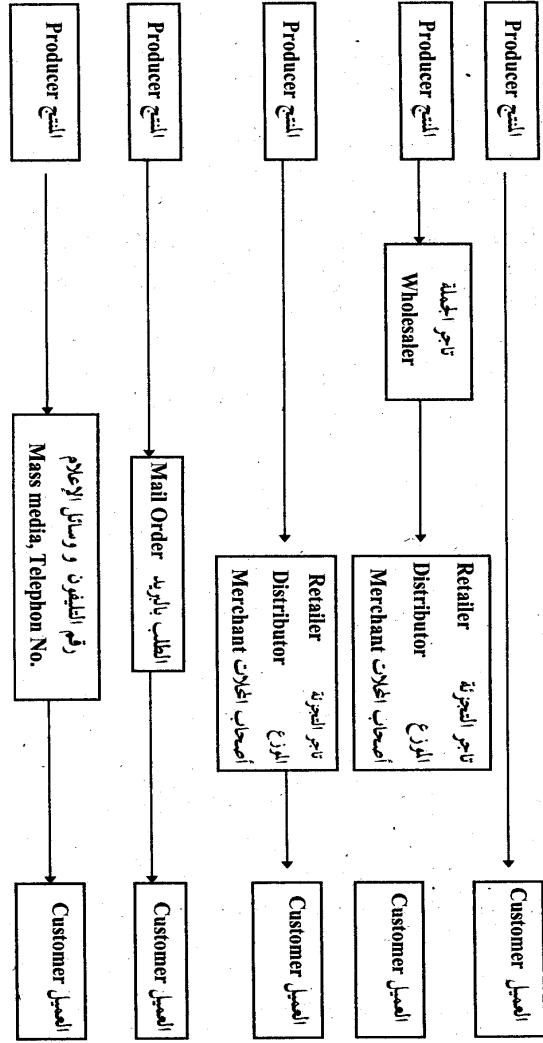 Producer المنتج
Customer العميل
Producer المنتج
تاجر الجملة
Wholesaler
Retailer تاجر التجزئة
Distributor الموزع
Merchant أصحاب المحلات
Customer العميل
Producer المنتج
Retailer تاجر التجزئة
Distributor الموزع
Merchant أصحاب المحلات
Customer العميل
Producer المنتج
Mail Order الطلب بالبريد
Customer العميل
Producer المنتج
رقم التليفون و وسائل الإعلام
Mass media, Telephon No.
Customer العميل